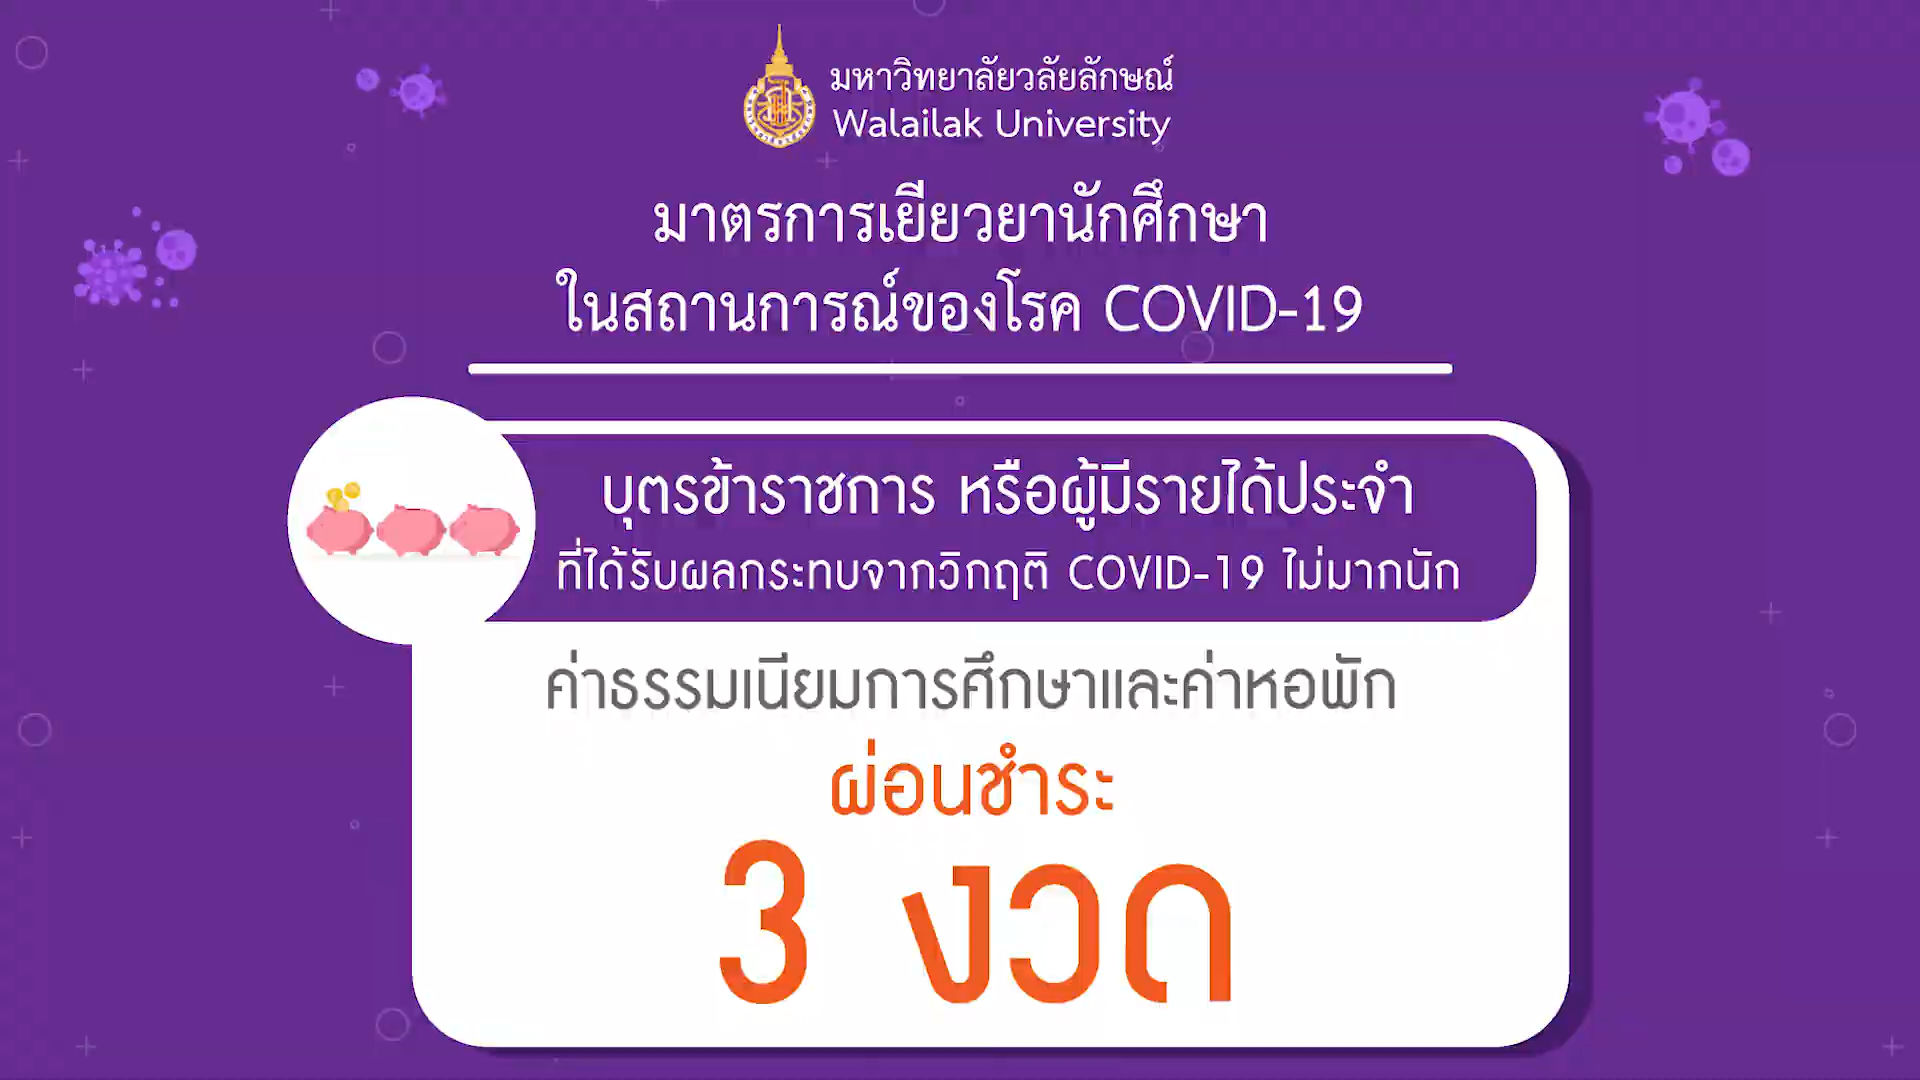 มหาวิทยาลัยวลัยลักษณ์
Walailak University
มาตรการเยียวยานักศึกษา
ในสถานการณ์ของโรค COVID-19
บุตรข้าราชการ หรือผู้มีรายได้ประจำ
ที่ได้รับผลกระทบจากวิกฤติ COVID-19 ไม่มากนัก
ค่าธรรมเนียมการศึกษาและค่าหอพัก
ผ่อนชำระ
3 งวด